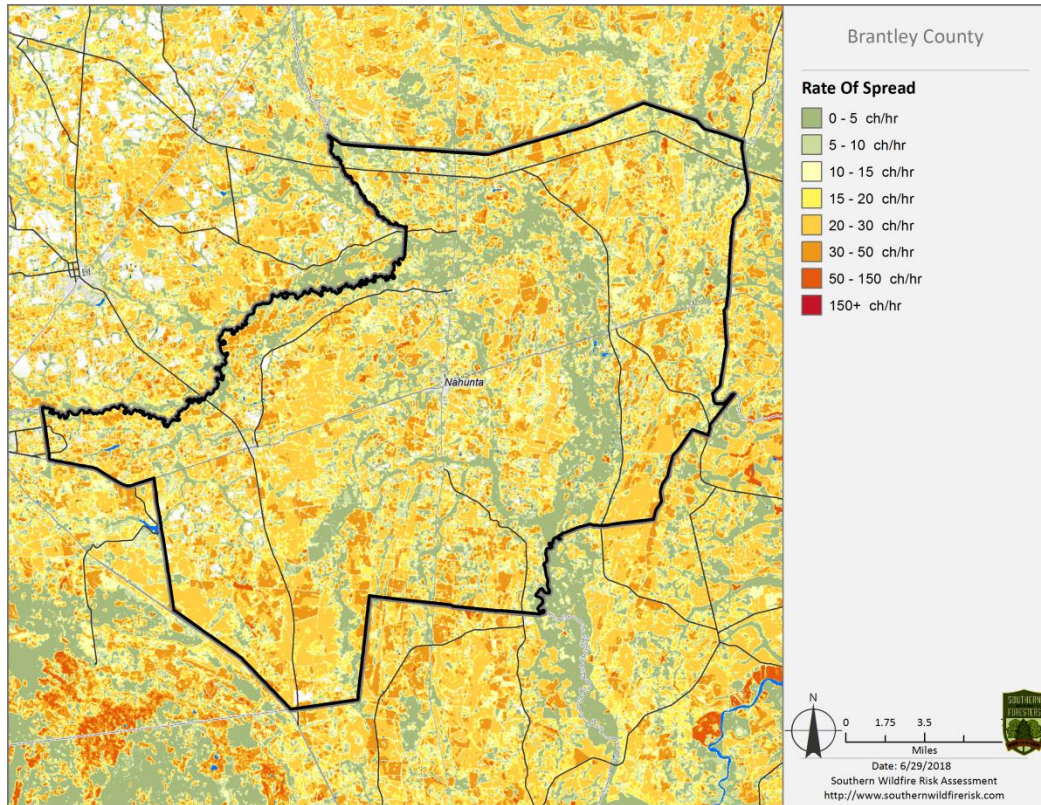 Brantley County
Rate Of Spread
0 - 5 ch/hr
5 - 10 ch/hr
10 - 15 ch/hr
15 - 20 ch/hr
20 - 30 ch/hr
30 - 50 ch/hr
50 - 150 ch/hr
150+ ch/hr
Nahunta
N
0 1.75 3.5
Miles
SOUTHERN
FORESTERS
Date: 6/29/2018
Southern Wildfire Risk Assessment
http://www.southernwildfirerisk.com